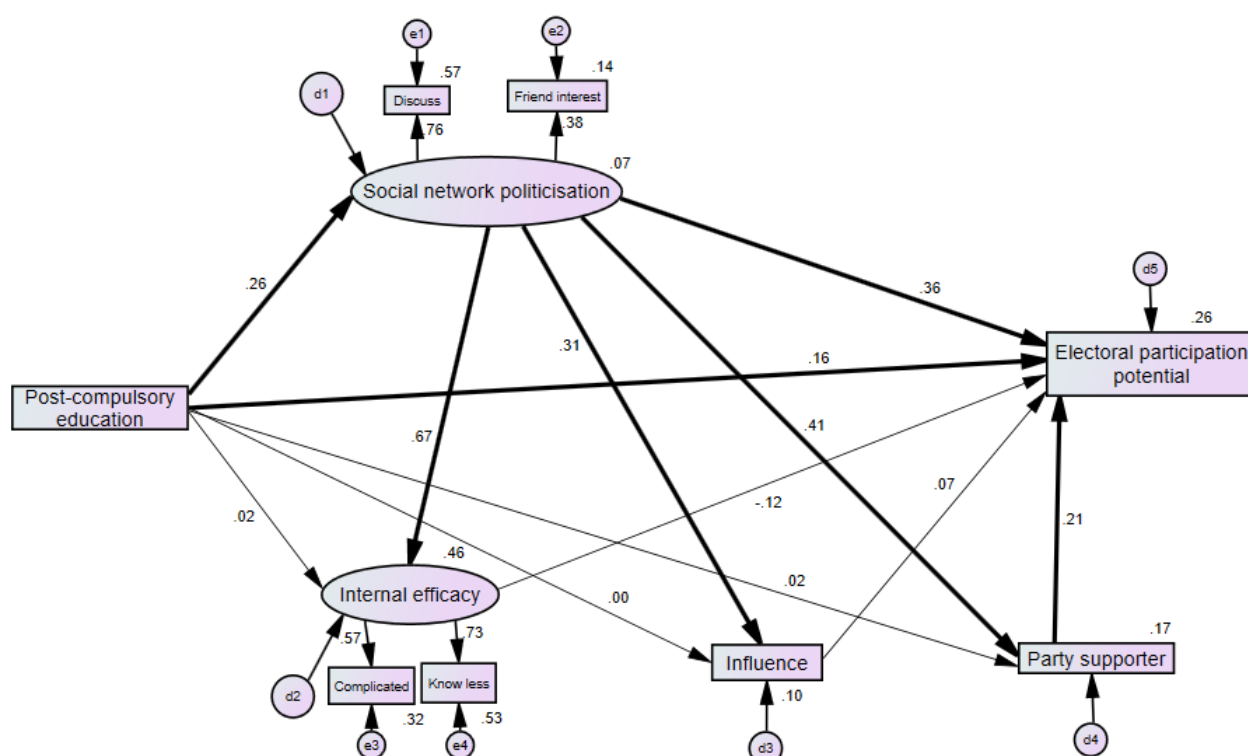 e1
e2
.57
.14
d1
Discuss
Friend interest
.76
.38
.07
Social network politicisation
d5
.26
.36
.26
.31
.16
Electoral participation
potential
Post-compulsory
education
.67
.41
.07
-.12
.02
.21
.46
Internal efficacy
.00
.02
.57
.73
.17
Influence
Party supporter
d2
Complicated
Know less
.32
.53
.10
e3
e4
d3
d4